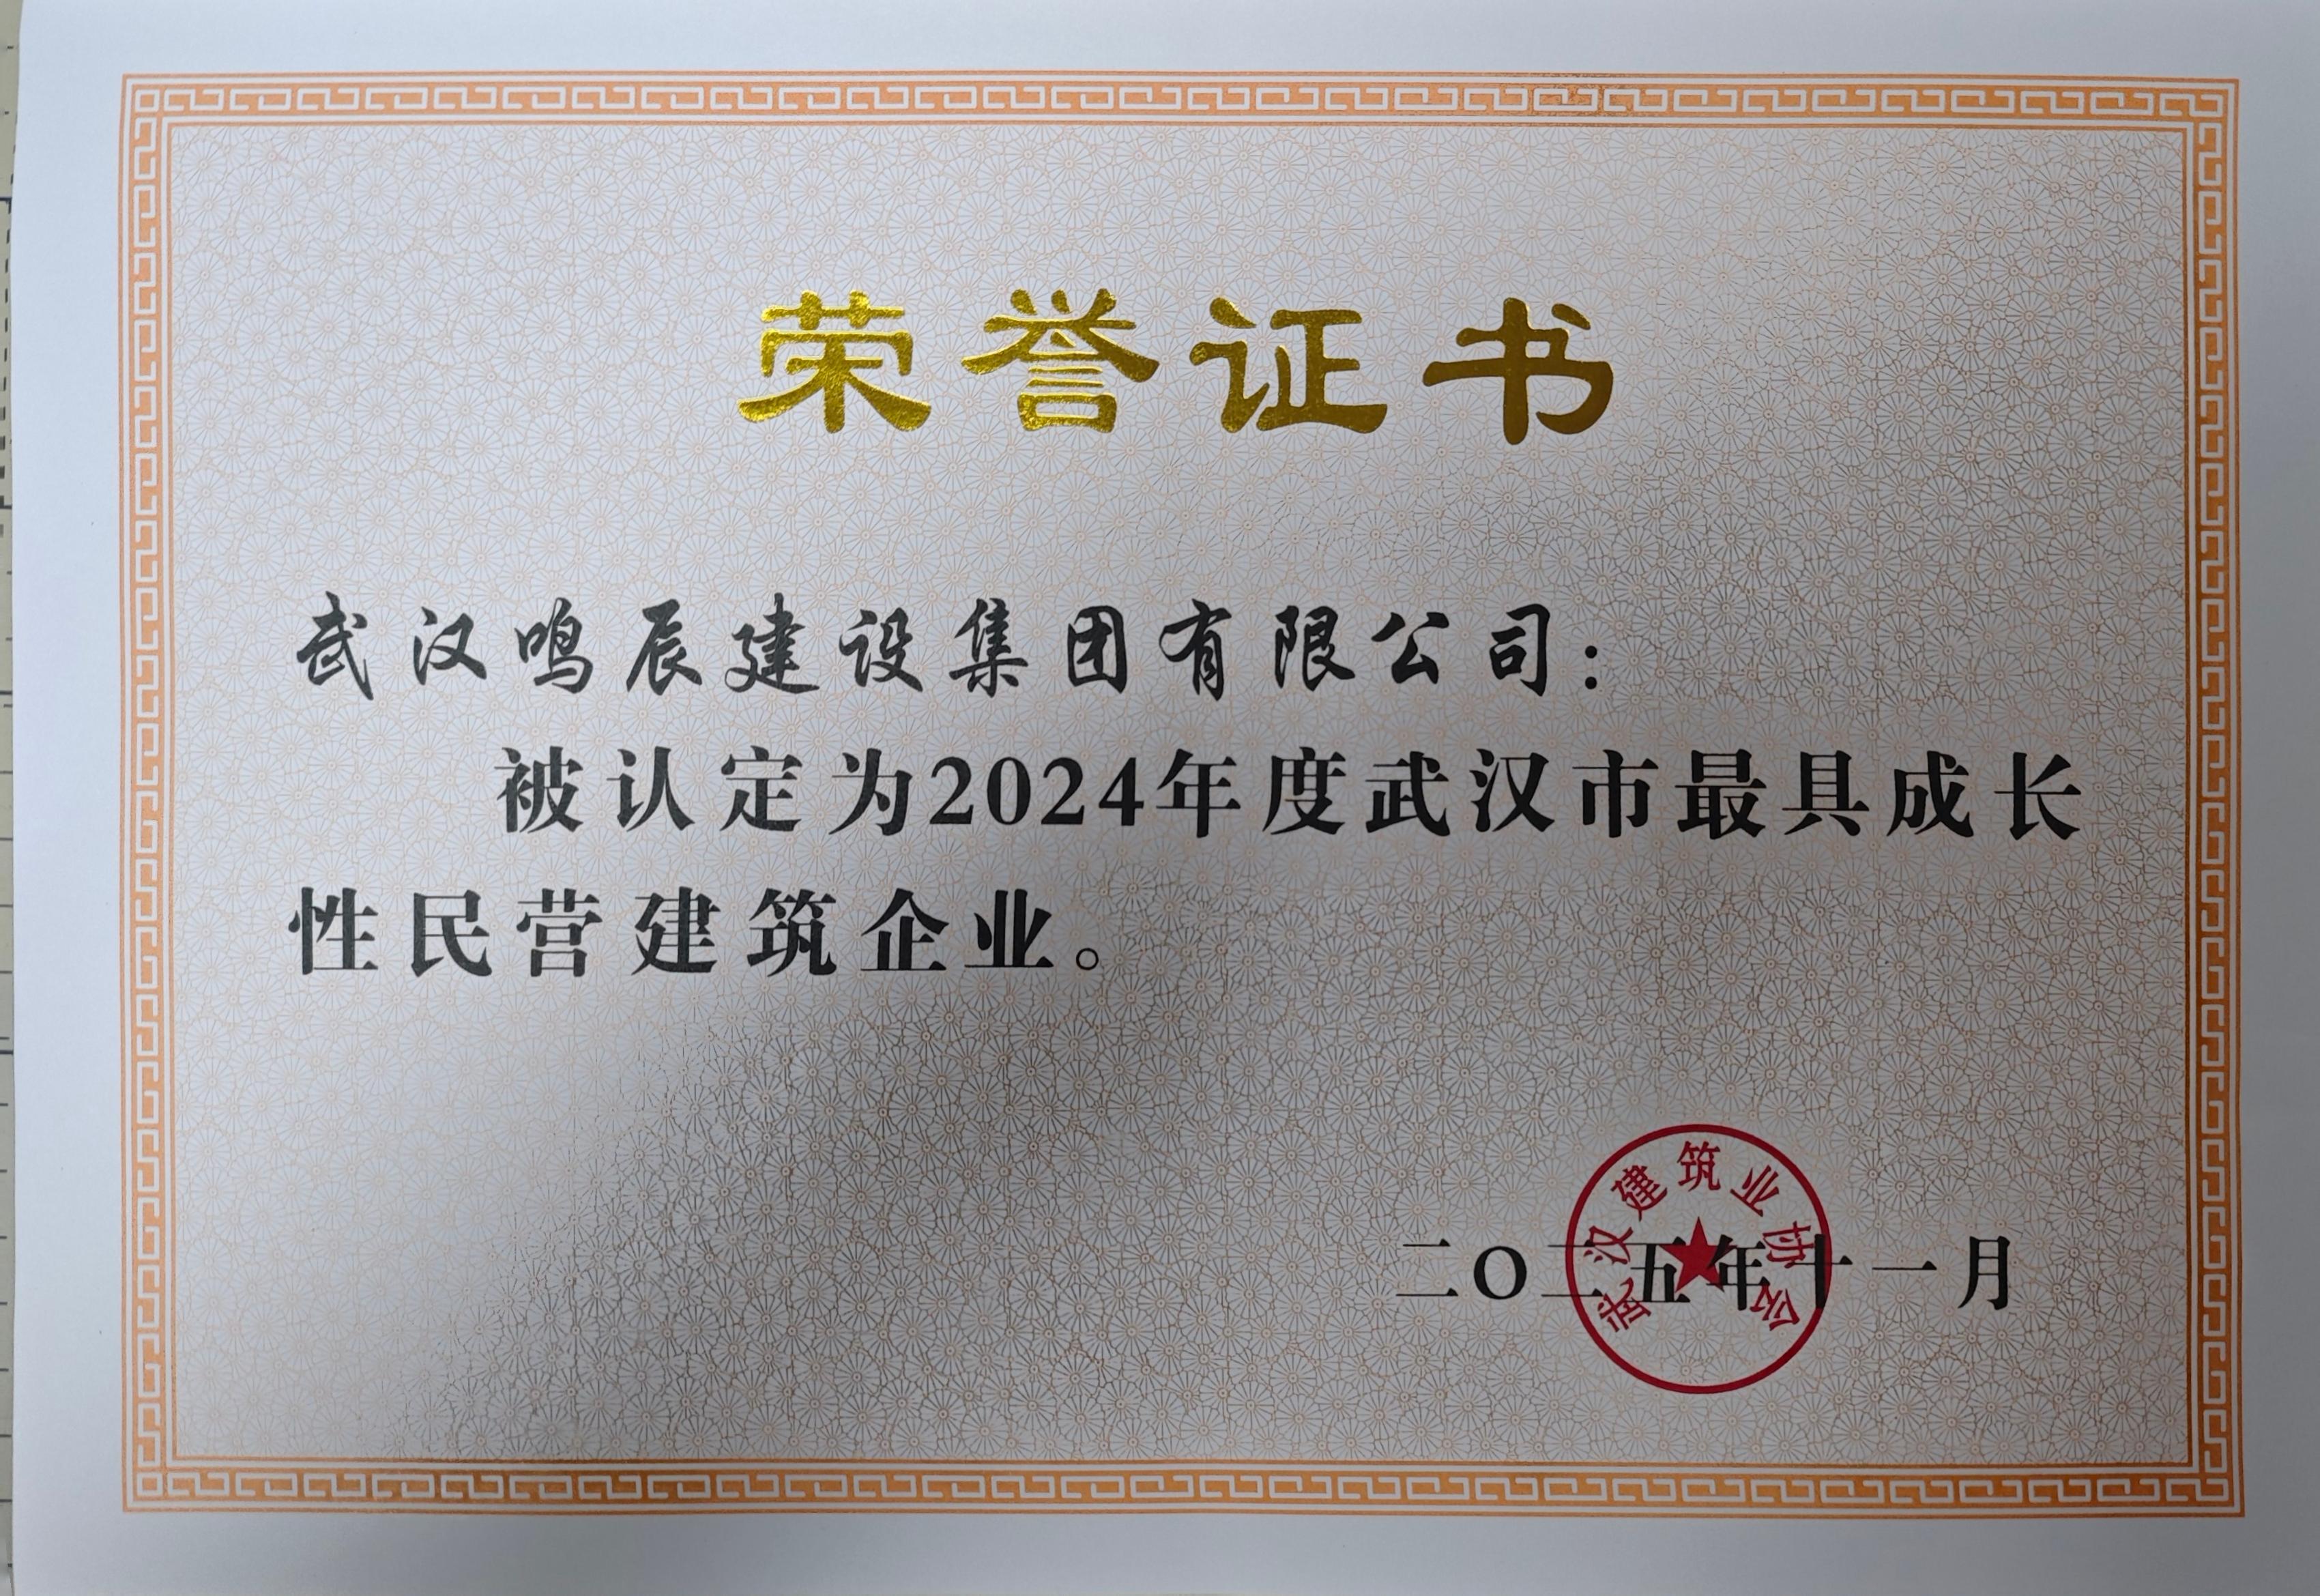 荣誉证书
武汉鸣辰建设集团有限公司：
被认定为2024年度武汉市最具成长
性民营建筑企业。
武汉建筑业协会
二〇二五年十一月